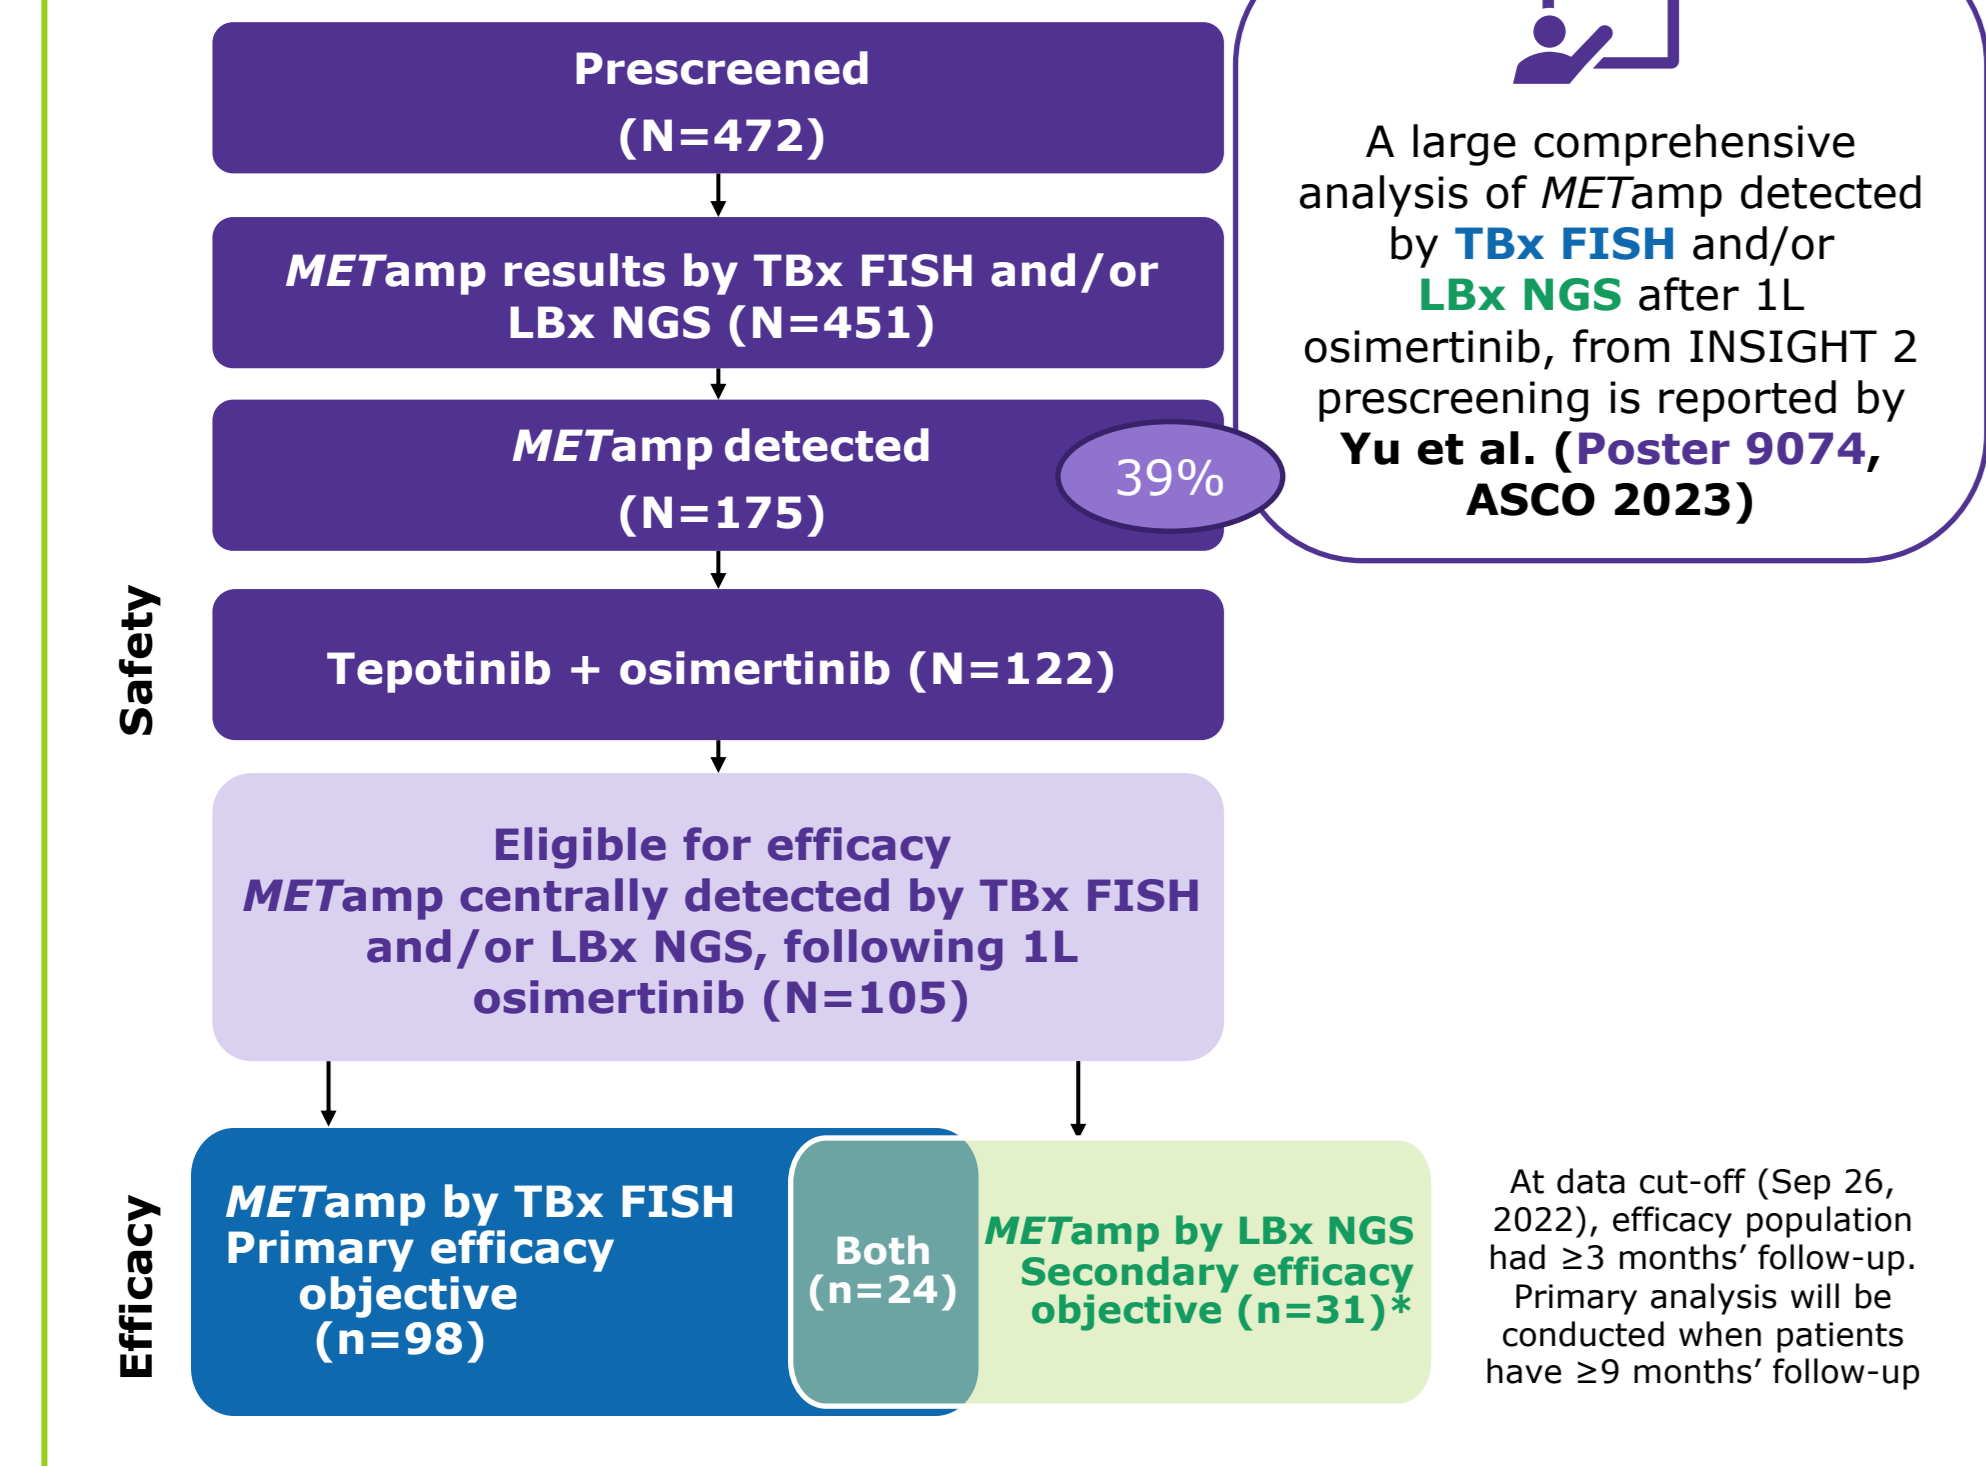 Prescreened
(N=472)
METamp results by TBx FISH and/or
LBx NGS (N=451)
METamp detected
(N=175)
39%
A large comprehensive
analysis of METamp detected
by TBx FISH and/or
LBx NGS after 1L
osimertinib, from INSIGHT 2
prescreening is reported by
Yu et al. (Poster 9074,
ASCO 2023)
Safety
Tepotinib + osimertinib (N=122)
Eligible for efficacy
METamp centrally detected by TBx FISH
and/or LBx NGS, following 1L
osimertinib (N=105)
Efficacy
METamp by TBx FISH
Primary efficacy
objective
(n=98)
Both
(n=24)
METamp by LBx NGS
Secondary efficacy
objective (n=31)*
At data cut-off (Sep 26,
2022), efficacy population
had ≥3 months’ follow-up.
Primary analysis will be
conducted when patients
have ≥9 months’ follow-up